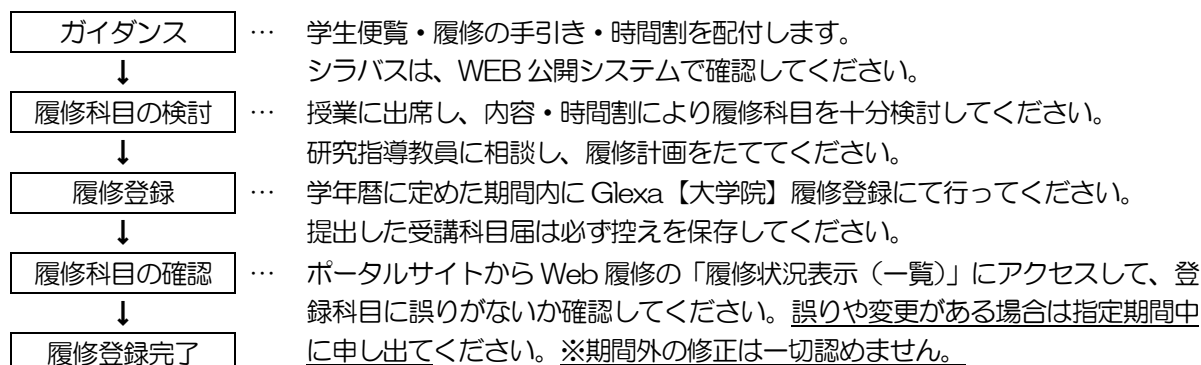 ガイダンス … 学生便覧・履修の手引き・時間割を配付します。
↓ シラバスは、WEB公開システムで確認してください。
履修科目の検討 … 授業に出席し、内容・時間割により履修科目を十分検討してください。
↓ 研究指導教員に相談し、履修計画をたててください。
履修登録 … 学年暦に定めた期間内に Glexa【大学院】履修登録にて行ってください。
↓ 提出した受講科目届は必ず控えを保存してください。
履修科目の確認 … ポータルサイトから Web 履修の「履修状況表示（一覧）」にアクセスして、登
↓ 録科目に誤りがないか確認してください。誤りや変更がある場合は指定期間中
履修登録完了 に申し出てください。※期間外の修正は一切認めません。